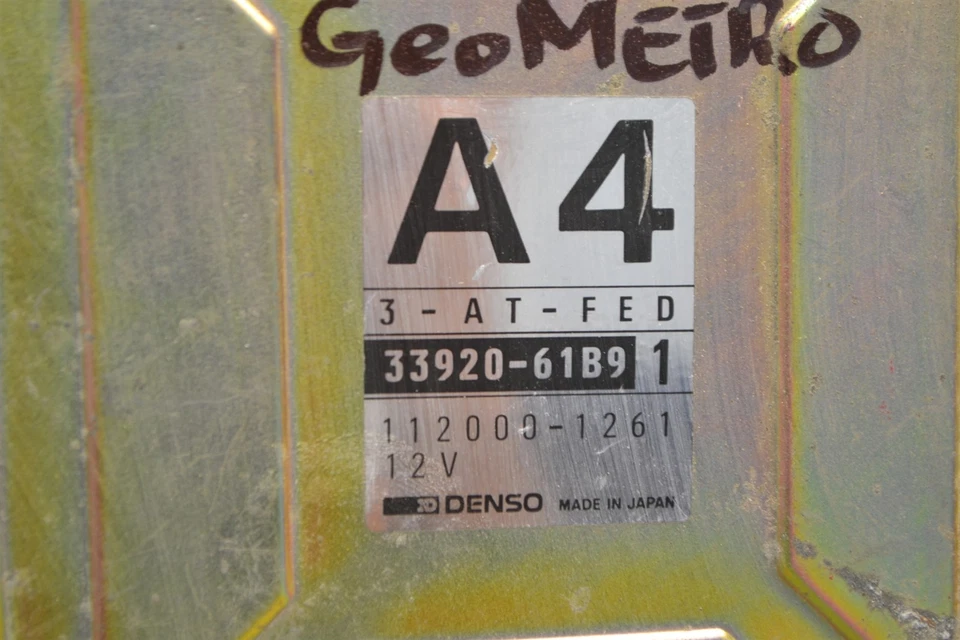 GeoMETRO
A4
3-AT-FED
33920-61B9 1
112000-1261
12V
DENSO MADE IN JAPAN